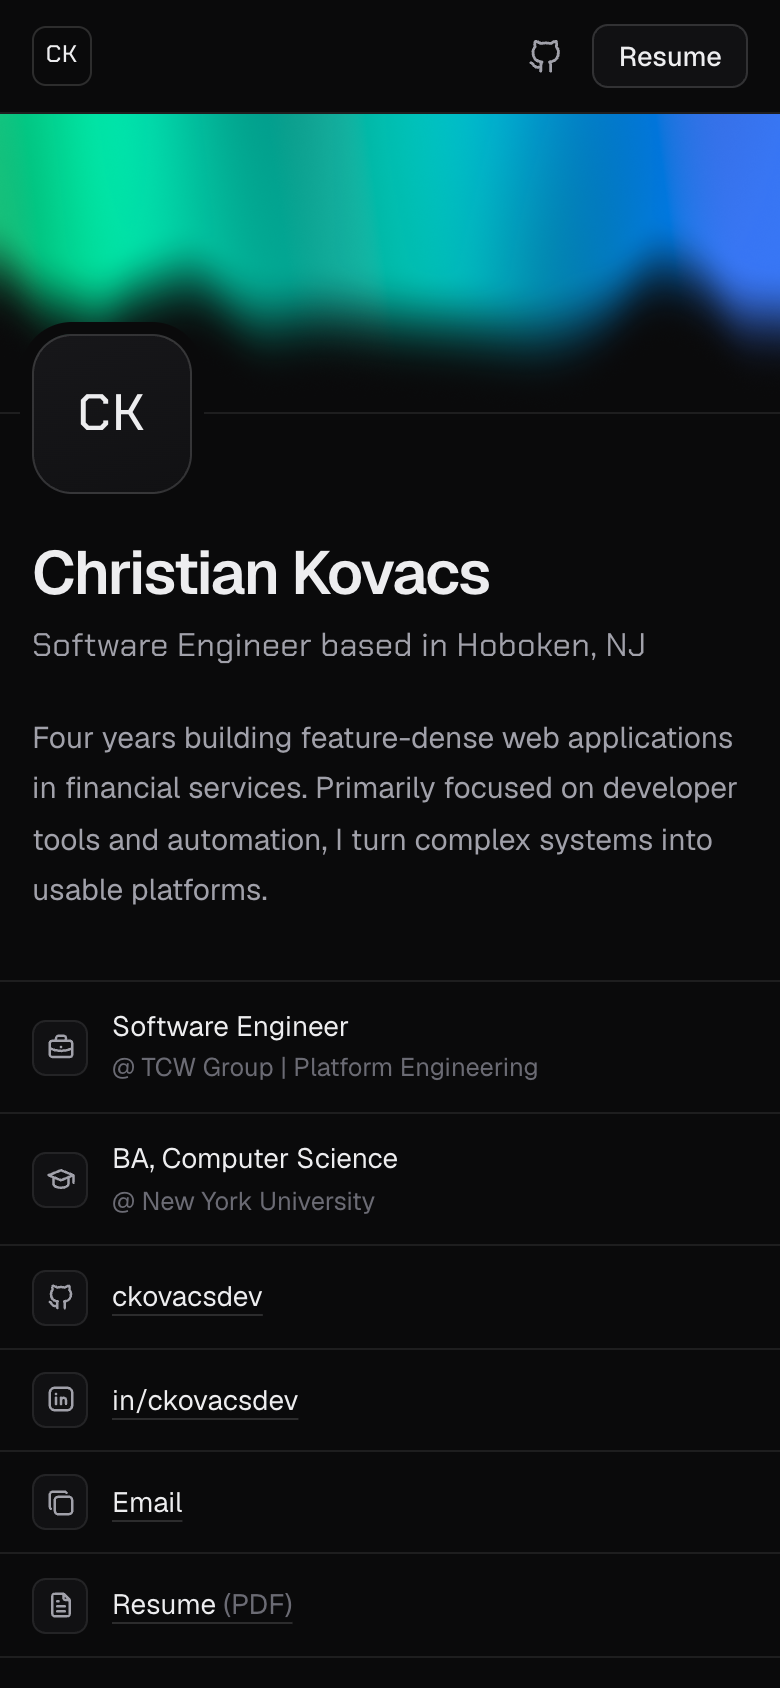 CK
Resume
CK
Christian Kovacs
Software Engineer based in Hoboken, NJ
Four years building feature-dense web applications
in financial services. Primarily focused on developer
tools and automation, I turn complex systems into
usable platforms.
Software Engineer
@ TCW Group | Platform Engineering
BA, Computer Science
@ New York University
ckovacsdev
in
in/ckovacsdev
Email
Resume (PDF)